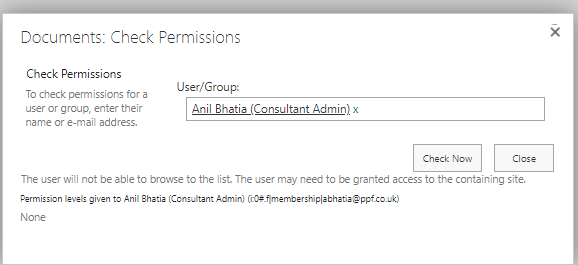 Documents: Check Permissions
Check Permissions
To check permissions for a
user or group, enter their
name or e-mail address.
User/Group:
Anil Bhatia (Consultant Admin) x
Check Now
Close
The user will not be able to browse to the list. The user may need to be granted access to the containing site.
Permission levels given to Anil Bhatia (Consultant Admin) (i:0#.f|membership|abhatia@ppf.co.uk)
None